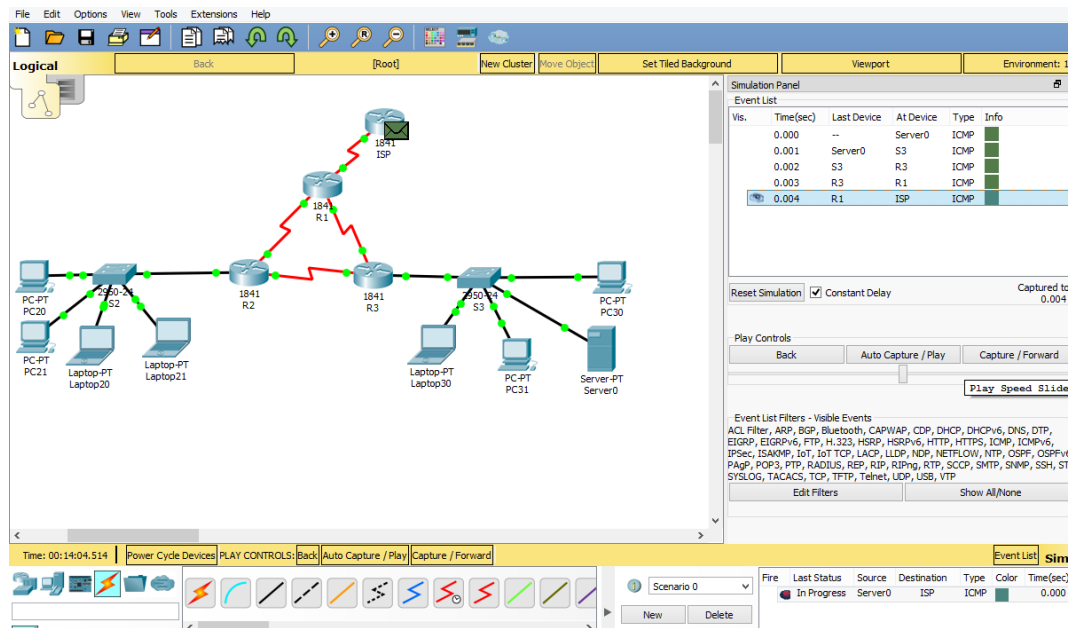 File Edit Options View Tools Extensions Help
Logical Back [Root] New Cluster Move Object Set Tiled Background Viewport Environment: 1
Simulation Panel
Event List
Vis. Time(sec) Last Device At Device Type Info
0.000 -- Server0 ICMP
0.001 Server0 S3 ICMP
0.002 S3 R3 ICMP
0.003 R3 R1 ICMP
0.004 R1 ISP ICMP
1841
ISP
1841
R1
1841
R2
1841
R3
2950-24
S2
2950-24
S3
PC-PT
PC20
PC-PT
PC21
Laptop-PT
Laptop20
Laptop-PT
Laptop21
Laptop-PT
Laptop30
PC-PT
PC31
Server-PT
Server0
PC-PT
PC30
Reset Simulation Constant Delay Captured to
0.004
Play Controls
Back Auto Capture / Play Capture / Forward
Play Speed Slide
Event List Filters - Visible Events
ACL Filter, ARP, BGP, Bluetooth, CAPWAP, CDP, DHCP, DHCPv6, DNS, DTP,
EIGRP, EIGRPv6, FTP, H.323, HSRP, HSRPv6, HTTP, HTTPS, ICMP, ICMPv6,
IPSec, ISAKMP, IoT, IoT TCP, LACP, LLDP, NDP, NETFLOW, NTP, OSPF, OSPFv6
PAgP, POP3, PTP, RADIUS, REP, RIP, RIPng, RTP, SCCP, SMTP, SNMP, SSH, ST
SYSLOG, TACACS, TCP, TFTP, Telnet, UDP, USB, VTP
Edit Filters Show All/None
Time: 00:14:04.514 Power Cycle Devices PLAY CONTROLS: Back Auto Capture / Play Capture / Forward Event List Sim
Scenario 0
New Delete
Fire Last Status Source Destination Type Color Time(sec)
In Progress Server0 ISP ICMP 0.000